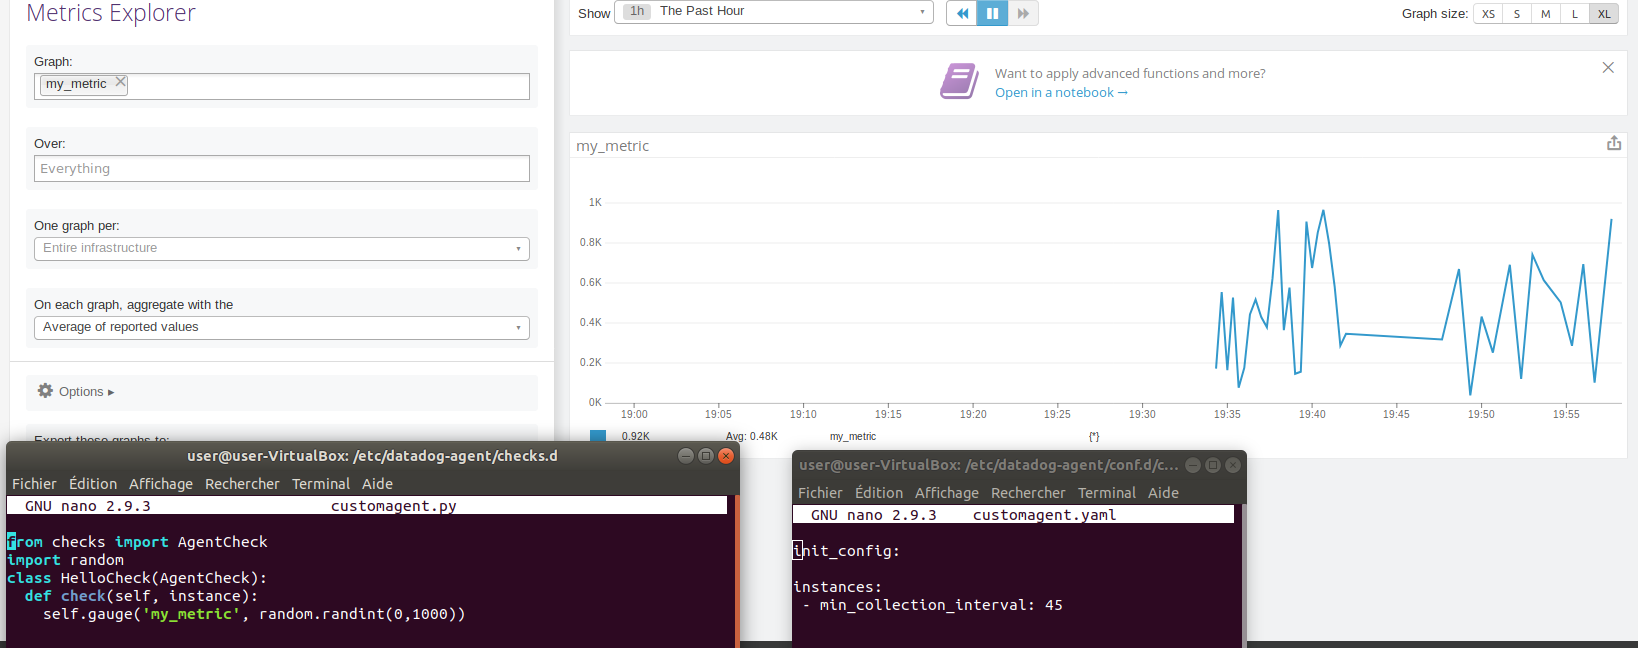 Metrics Explorer
Graph:
my_metric
Over:
Everything
One graph per:
Entire infrastructure
On each graph, aggregate with the
Average of reported values
Options ▸
Export these graphs to:
Show 1h The Past Hour
Graph size: XS S M L XL
Want to apply advanced functions and more?
Open in a notebook →
my_metric
1K
0.8K
0.6K
0.4K
0.2K
0K
19:00 19:05 19:10 19:15 19:20 19:25 19:30 19:35 19:40 19:45 19:50 19:55
0.92K Avg: 0.48K my_metric {*}
user@user-VirtualBox: /etc/datadog-agent/checks.d
Fichier Édition Affichage Rechercher Terminal Aide
GNU nano 2.9.3 customagent.py
from checks import AgentCheck
import random
class HelloCheck(AgentCheck):
def check(self, instance):
self.gauge('my_metric', random.randint(0,1000))
user@user-VirtualBox: /etc/datadog-agent/conf.d/c...
Fichier Édition Affichage Rechercher Terminal Aide
GNU nano 2.9.3 customagent.yaml
init_config:
instances:
- min_collection_interval: 45